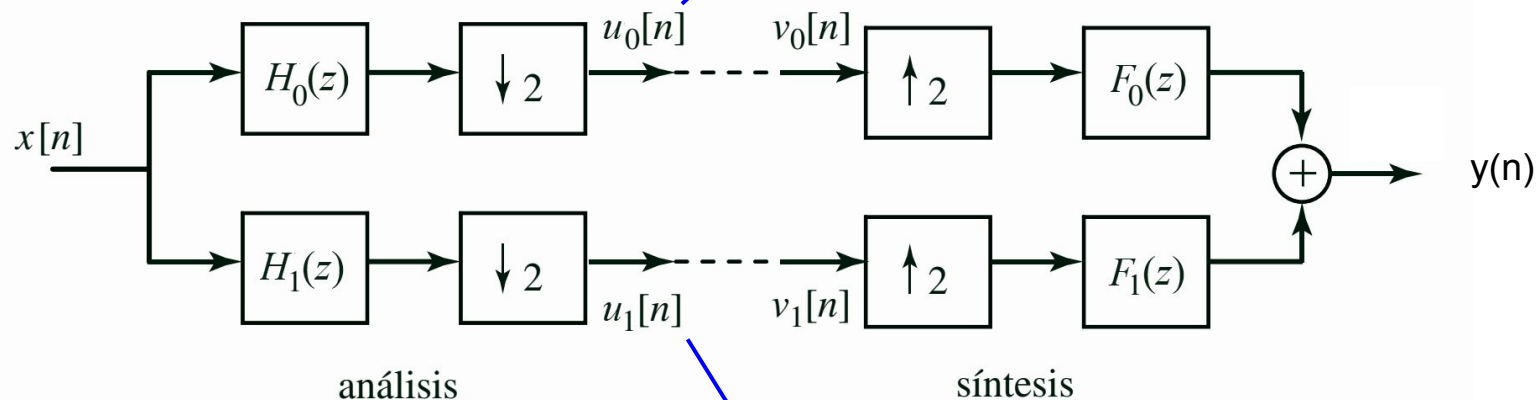 u₀[n] v₀[n]
H₀(z) ↓ 2 ↑ 2 F₀(z)
x[n]
+ y(n)
H₁(z) ↓ 2 ↑ 2 F₁(z)
u₁[n] v₁[n]
análisis síntesis